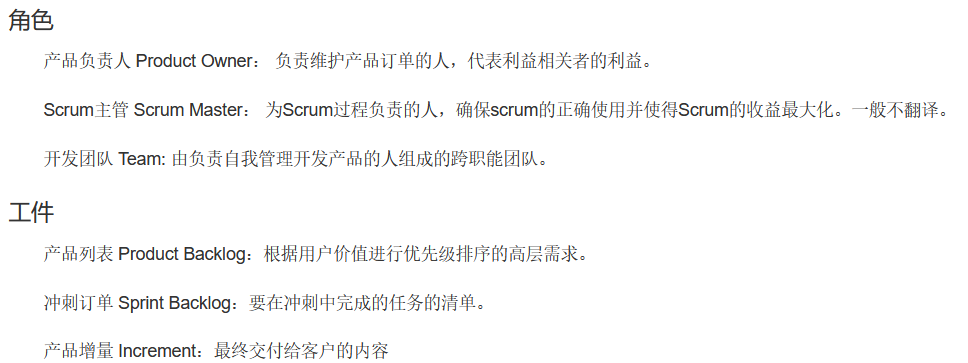 角色
产品负责人 Product Owner： 负责维护产品订单的人，代表利益相关者的利益。
Scrum主管 Scrum Master： 为Scrum过程负责的人，确保scrum的正确使用并使得Scrum的收益最大化。一般不翻译。
开发团队 Team: 由负责自我管理开发产品的人组成的跨职能团队。
工件
产品列表 Product Backlog：根据用户价值进行优先级排序的高层需求。
冲刺订单 Sprint Backlog：要在冲刺中完成的任务的清单。
产品增量 Increment：最终交付给客户的内容